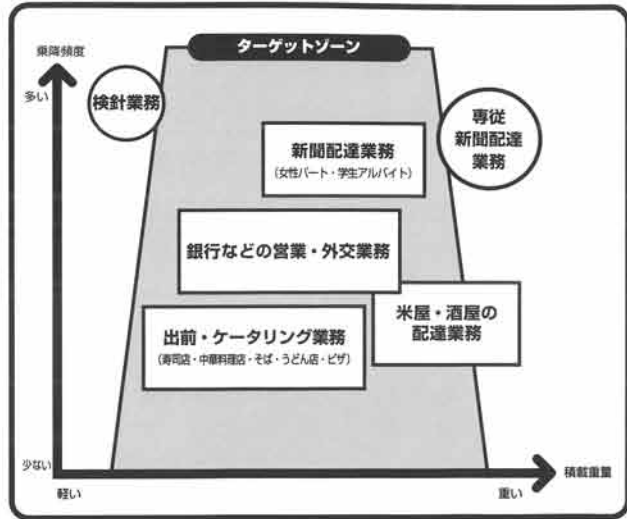 ターゲットゾーン
乗降頻度
多い
検針業務
専従
新聞配達
業務
新聞配達業務
(女性パート・学生アルバイト)
銀行などの営業・外交業務
米屋・酒屋の
配達業務
出前・ケータリング業務
(寿司店・中華料理店・そば・うどん店・ピザ)
少ない
軽い
重い
積載重量